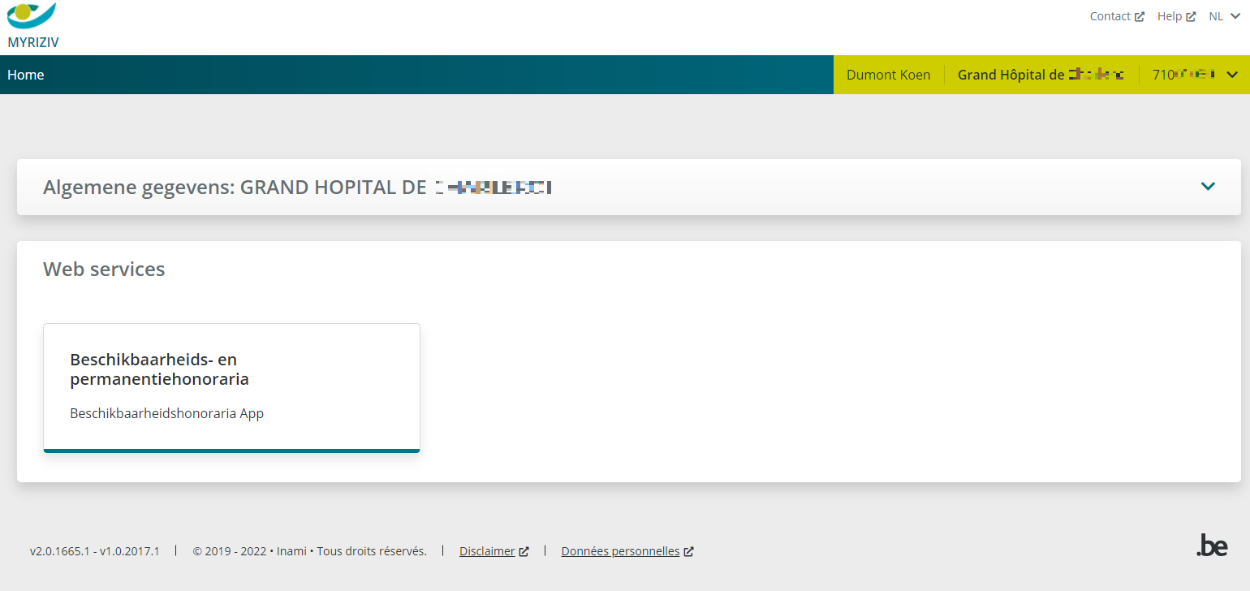 Contact Help NL
MYRIZIV
Home Dumont Koen Grand Hôpital de 710
Algemene gegevens: GRAND HOPITAL DE
Web services
Beschikbaarheids- en
permanentiehonoraria
Beschikbaarheidshonoraria App
v2.0.1665.1 - v1.0.2017.1 | © 2019 - 2022 • Inami • Tous droits réservés. | Disclaimer | Données personnelles
.be